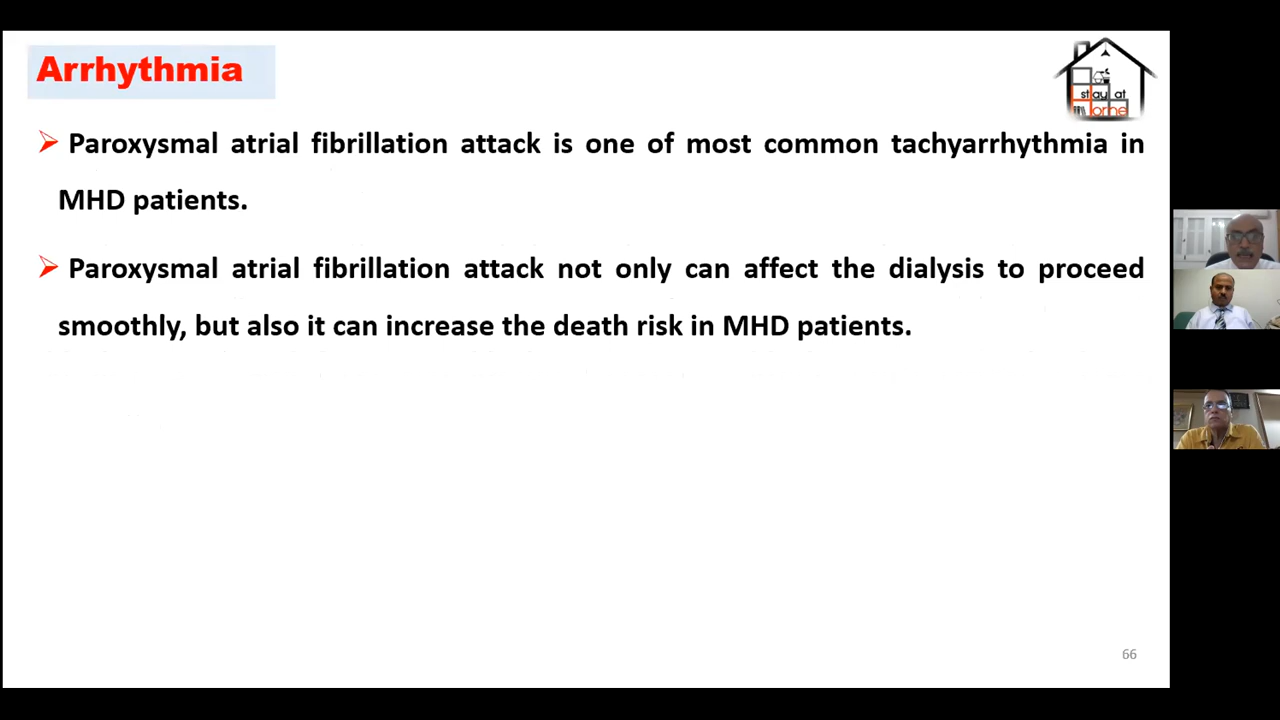 Arrhythmia
stay at
home
➢ Paroxysmal atrial fibrillation attack is one of most common tachyarrhythmia in
MHD patients.
➢ Paroxysmal atrial fibrillation attack not only can affect the dialysis to proceed
smoothly, but also it can increase the death risk in MHD patients.
66